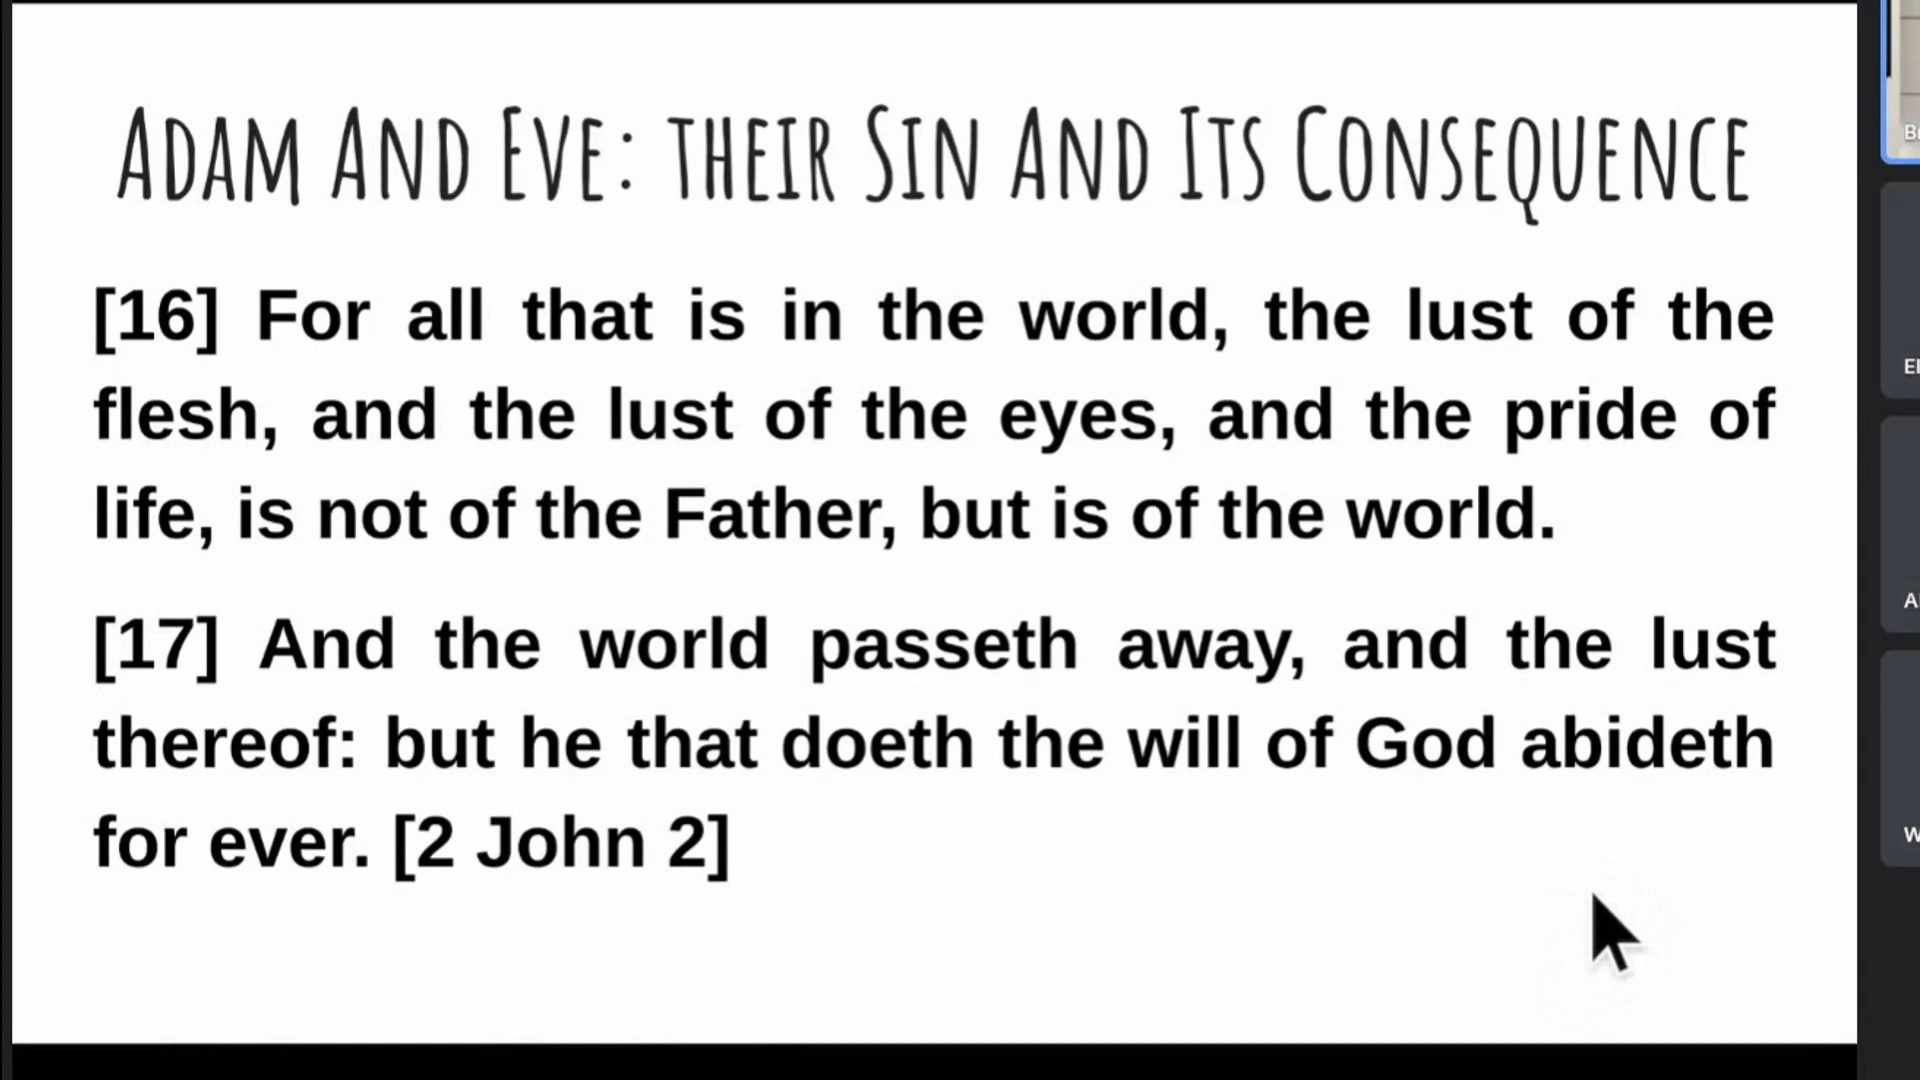 ADAM AND EVE: THEIR SIN AND ITS CONSEQUENCE
[16] For all that is in the world, the lust of the
flesh, and the lust of the eyes, and the pride of
life, is not of the Father, but is of the world.
[17] And the world passeth away, and the lust
thereof: but he that doeth the will of God abideth
for ever. [2 John 2]